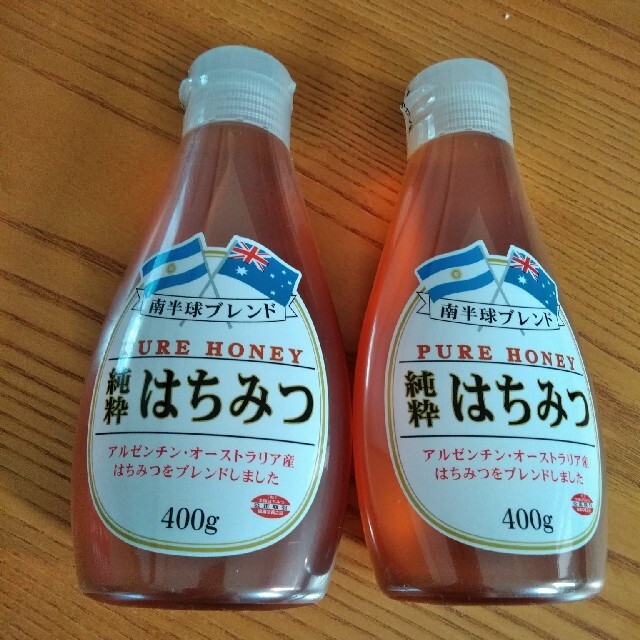 南半球ブレンド
PURE HONEY
純粋 はちみつ
アルゼンチン・オーストラリア産
はちみつをブレンドしました
400g
南半球ブレンド
PURE HONEY
純粋 はちみつ
アルゼンチン・オーストラリア産
はちみつをブレンドしました
400g